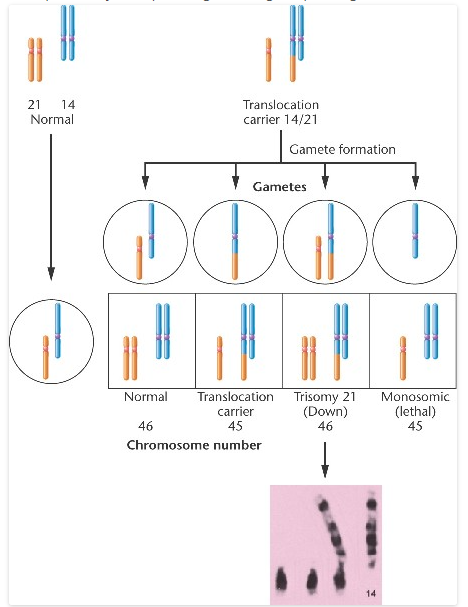 21 14
Normal
Translocation
carrier 14/21
Gamete formation
Gametes
Normal
46
Translocation
carrier
45
Trisomy 21
(Down)
46
Monosomic
(lethal)
45
Chromosome number
14